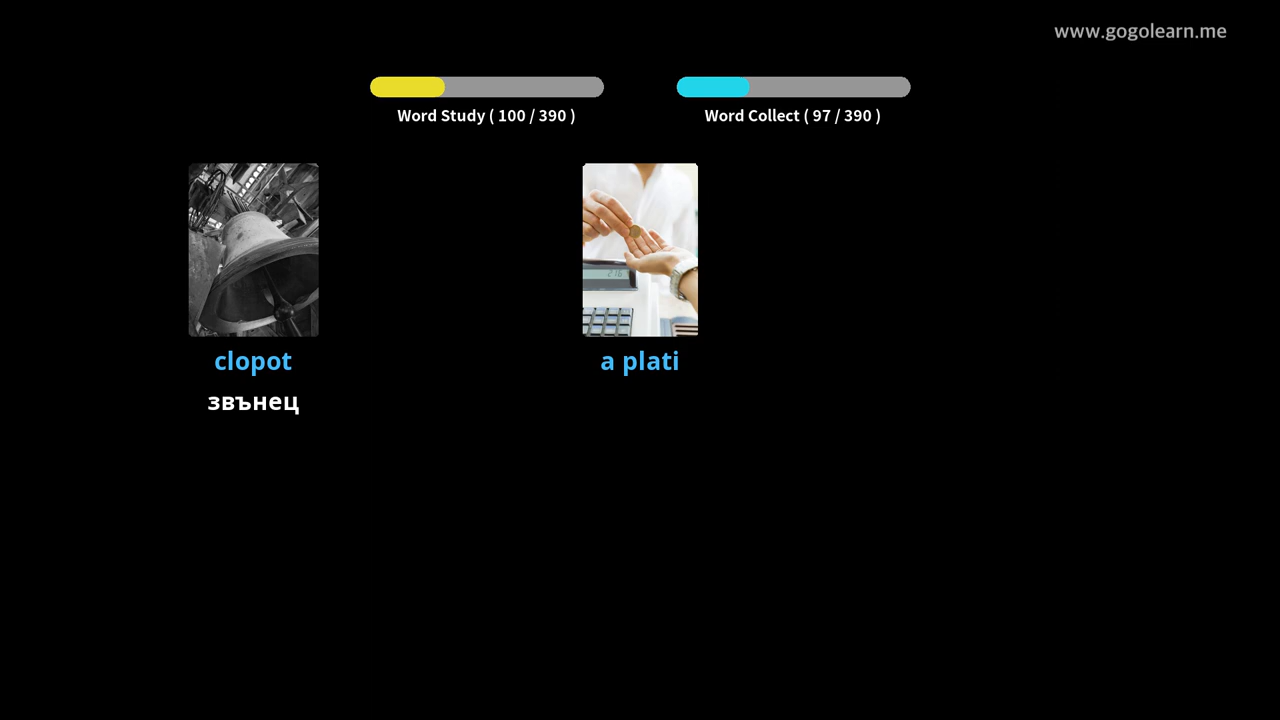 www.gogolearn.me
Word Study ( 100 / 390 )
Word Collect ( 97 / 390 )
clopot
a plati
звънец